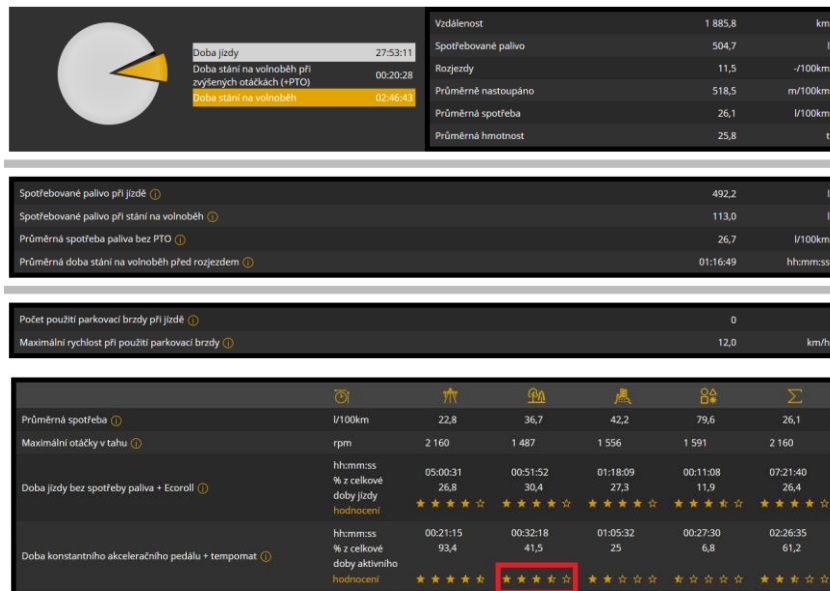 Doba jízdy 27:53:11
Doba stání na volnoběh při
zvýšených otáčkách (+PTO) 00:20:28
Doba stání na volnoběh 02:46:43
Vzdálenost 1 885,8 km
Spotřebované palivo 504,7 l
Rozjezdy 11,5 -/100km
Průměrně nastoupáno 518,5 m/100km
Průměrná spotřeba 26,1 l/100km
Průměrná hmotnost 25,8 t
Spotřebované palivo při jízdě 492,2 l
Spotřebované palivo při stání na volnoběh 113,0 l
Průměrná spotřeba paliva bez PTO 26,7 l/100km
Průměrná doba stání na volnoběh před rozjezdem 01:16:49 hh:mm:ss
Počet použití parkovací brzdy při jízdě 0
Maximální rychlost při použití parkovací brzdy 12,0 km/h
Průměrná spotřeba l/100km 22,8 36,7 42,2 79,6 26,1
Maximální otáčky v tahu rpm 2 160 1 487 1 556 1 591 2 160
Doba jízdy bez spotřeby paliva + Ecoroll
hh:mm:ss 05:00:31 00:51:52 01:18:09 00:11:08 07:21:40
% z celkové 26,8 30,4 27,3 11,9 26,4
doby jízdy
hodnocení
Doba konstantního akceleračního pedálu + tempomat
hh:mm:ss 00:21:15 00:32:18 01:05:32 00:27:30 02:26:35
% z celkové 93,4 41,5 25 6,8 61,2
doby aktivního
hodnocení